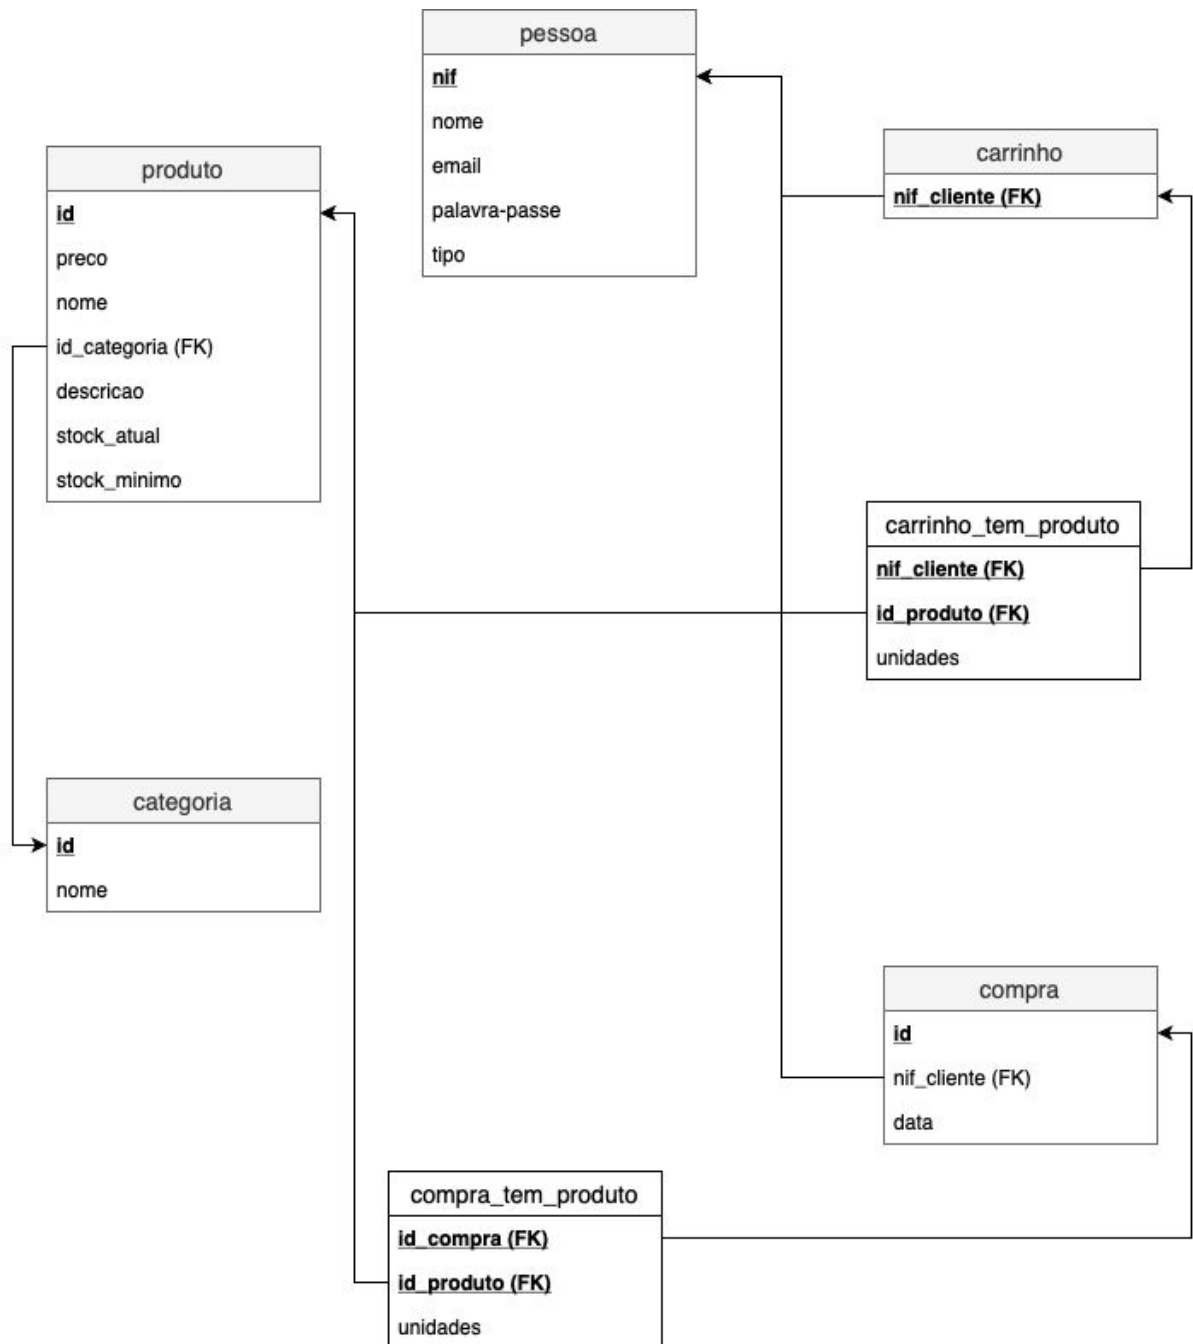 pessoa
nif
nome
email
palavra-passe
tipo
produto
id
preco
nome
id_categoria (FK)
descricao
stock_atual
stock_minimo
carrinho
nif_cliente (FK)
carrinho_tem_produto
nif_cliente (FK)
id_produto (FK)
unidades
categoria
id
nome
compra
id
nif_cliente (FK)
data
compra_tem_produto
id_compra (FK)
id_produto (FK)
unidades